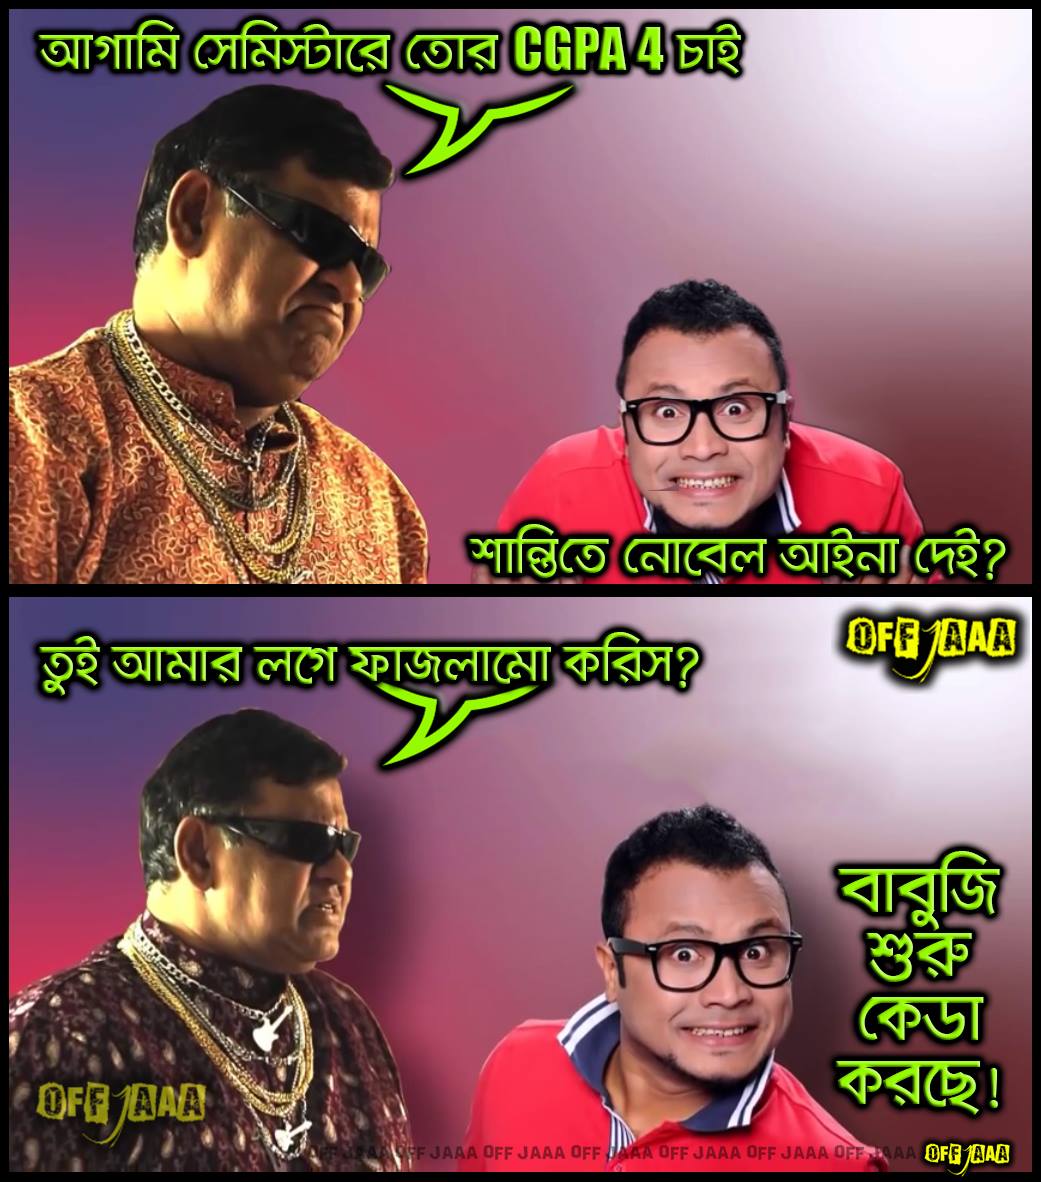 আগামি সেমিস্টারে তোর CGPA 4 চাই
শান্তিতে নোবেল আইনা দেই?
OFF JAAA
তুই আমার লগে ফাজলামো করিস?
বাবুজি
শুরু
কেডা
করছে!
OFF JAAA
OFF JAAA OFF JAAA OFF JAAA OFF JAAA OFF JAAA OFF JAAA OFF JAAA
OFF JAAA